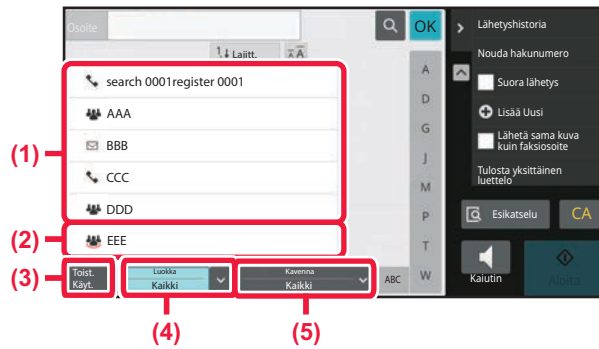 Osoite
OK
Lajitt.
A
search 0001register 0001
AAA
BBB
CCC
DDD
EEE
A
D
G
J
M
P
T
W
Toist.
Käyt.
Luokka
Kaikki
Kavenna
Kaikki
ABC
Lähetyshistoria
Nouda hakunumero
Suora lähetys
Lisää Uusi
Lähetä sama kuva
kuin faksiosoite
Tulosta yksittäinen
luettelo
Esikatselu
CA
Kaiutin
Aloita
(1)
(2)
(3)
(4)
(5)